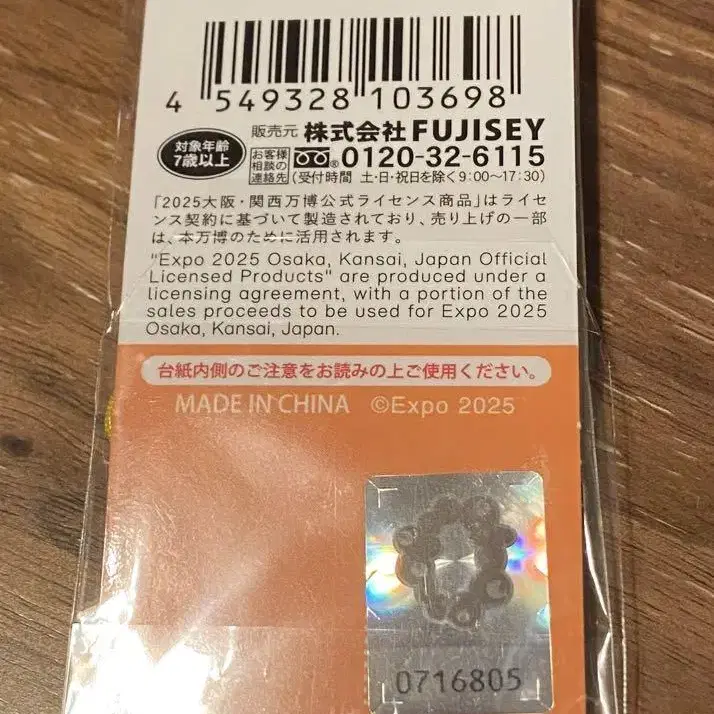 4 549328 103698
対象年齢
7歳以上
販売元 株式会社 FUJISEY
お客様
相談の
連絡先
® 0120-32-6115
(受付時間 土・日・祝日を除く9:00〜17:30)
「2025大阪・関西万博公式ライセンス商品」はライ
センス契約に基づいて製造されており、売り上げの一部
は、本万博のために活用されます。
"Expo 2025 Osaka, Kansai, Japan Official
Licensed Products" are produced under a
licensing agreement, with a portion of the
sales proceeds to be used for Expo 2025
Osaka, Kansai, Japan.
台紙内側のご注意をお読みの上ご使用ください。
MADE IN CHINA ©Expo 2025
0716805